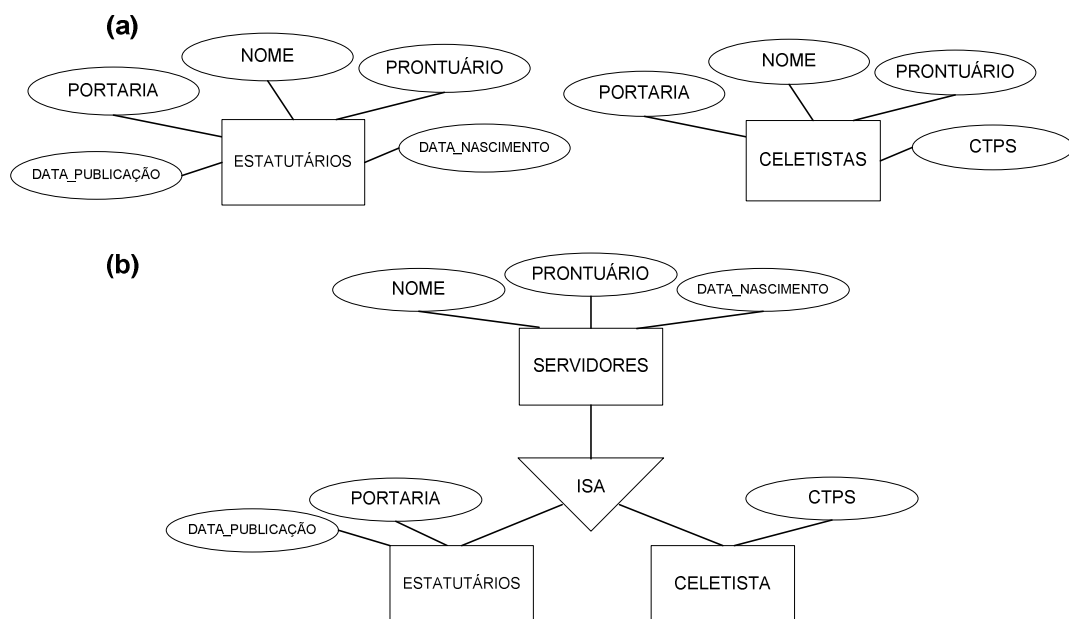 (a)
NOME
PRONTUÁRIO
PORTARIA
ESTATUTÁRIOS
DATA_NASCIMENTO
DATA_PUBLICAÇÃO
NOME
PRONTUÁRIO
PORTARIA
CELETISTAS
CTPS
(b)
PRONTUÁRIO
NOME
DATA_NASCIMENTO
SERVIDORES
ISA
PORTARIA
CTPS
DATA_PUBLICAÇÃO
ESTATUTÁRIOS
CELETISTA